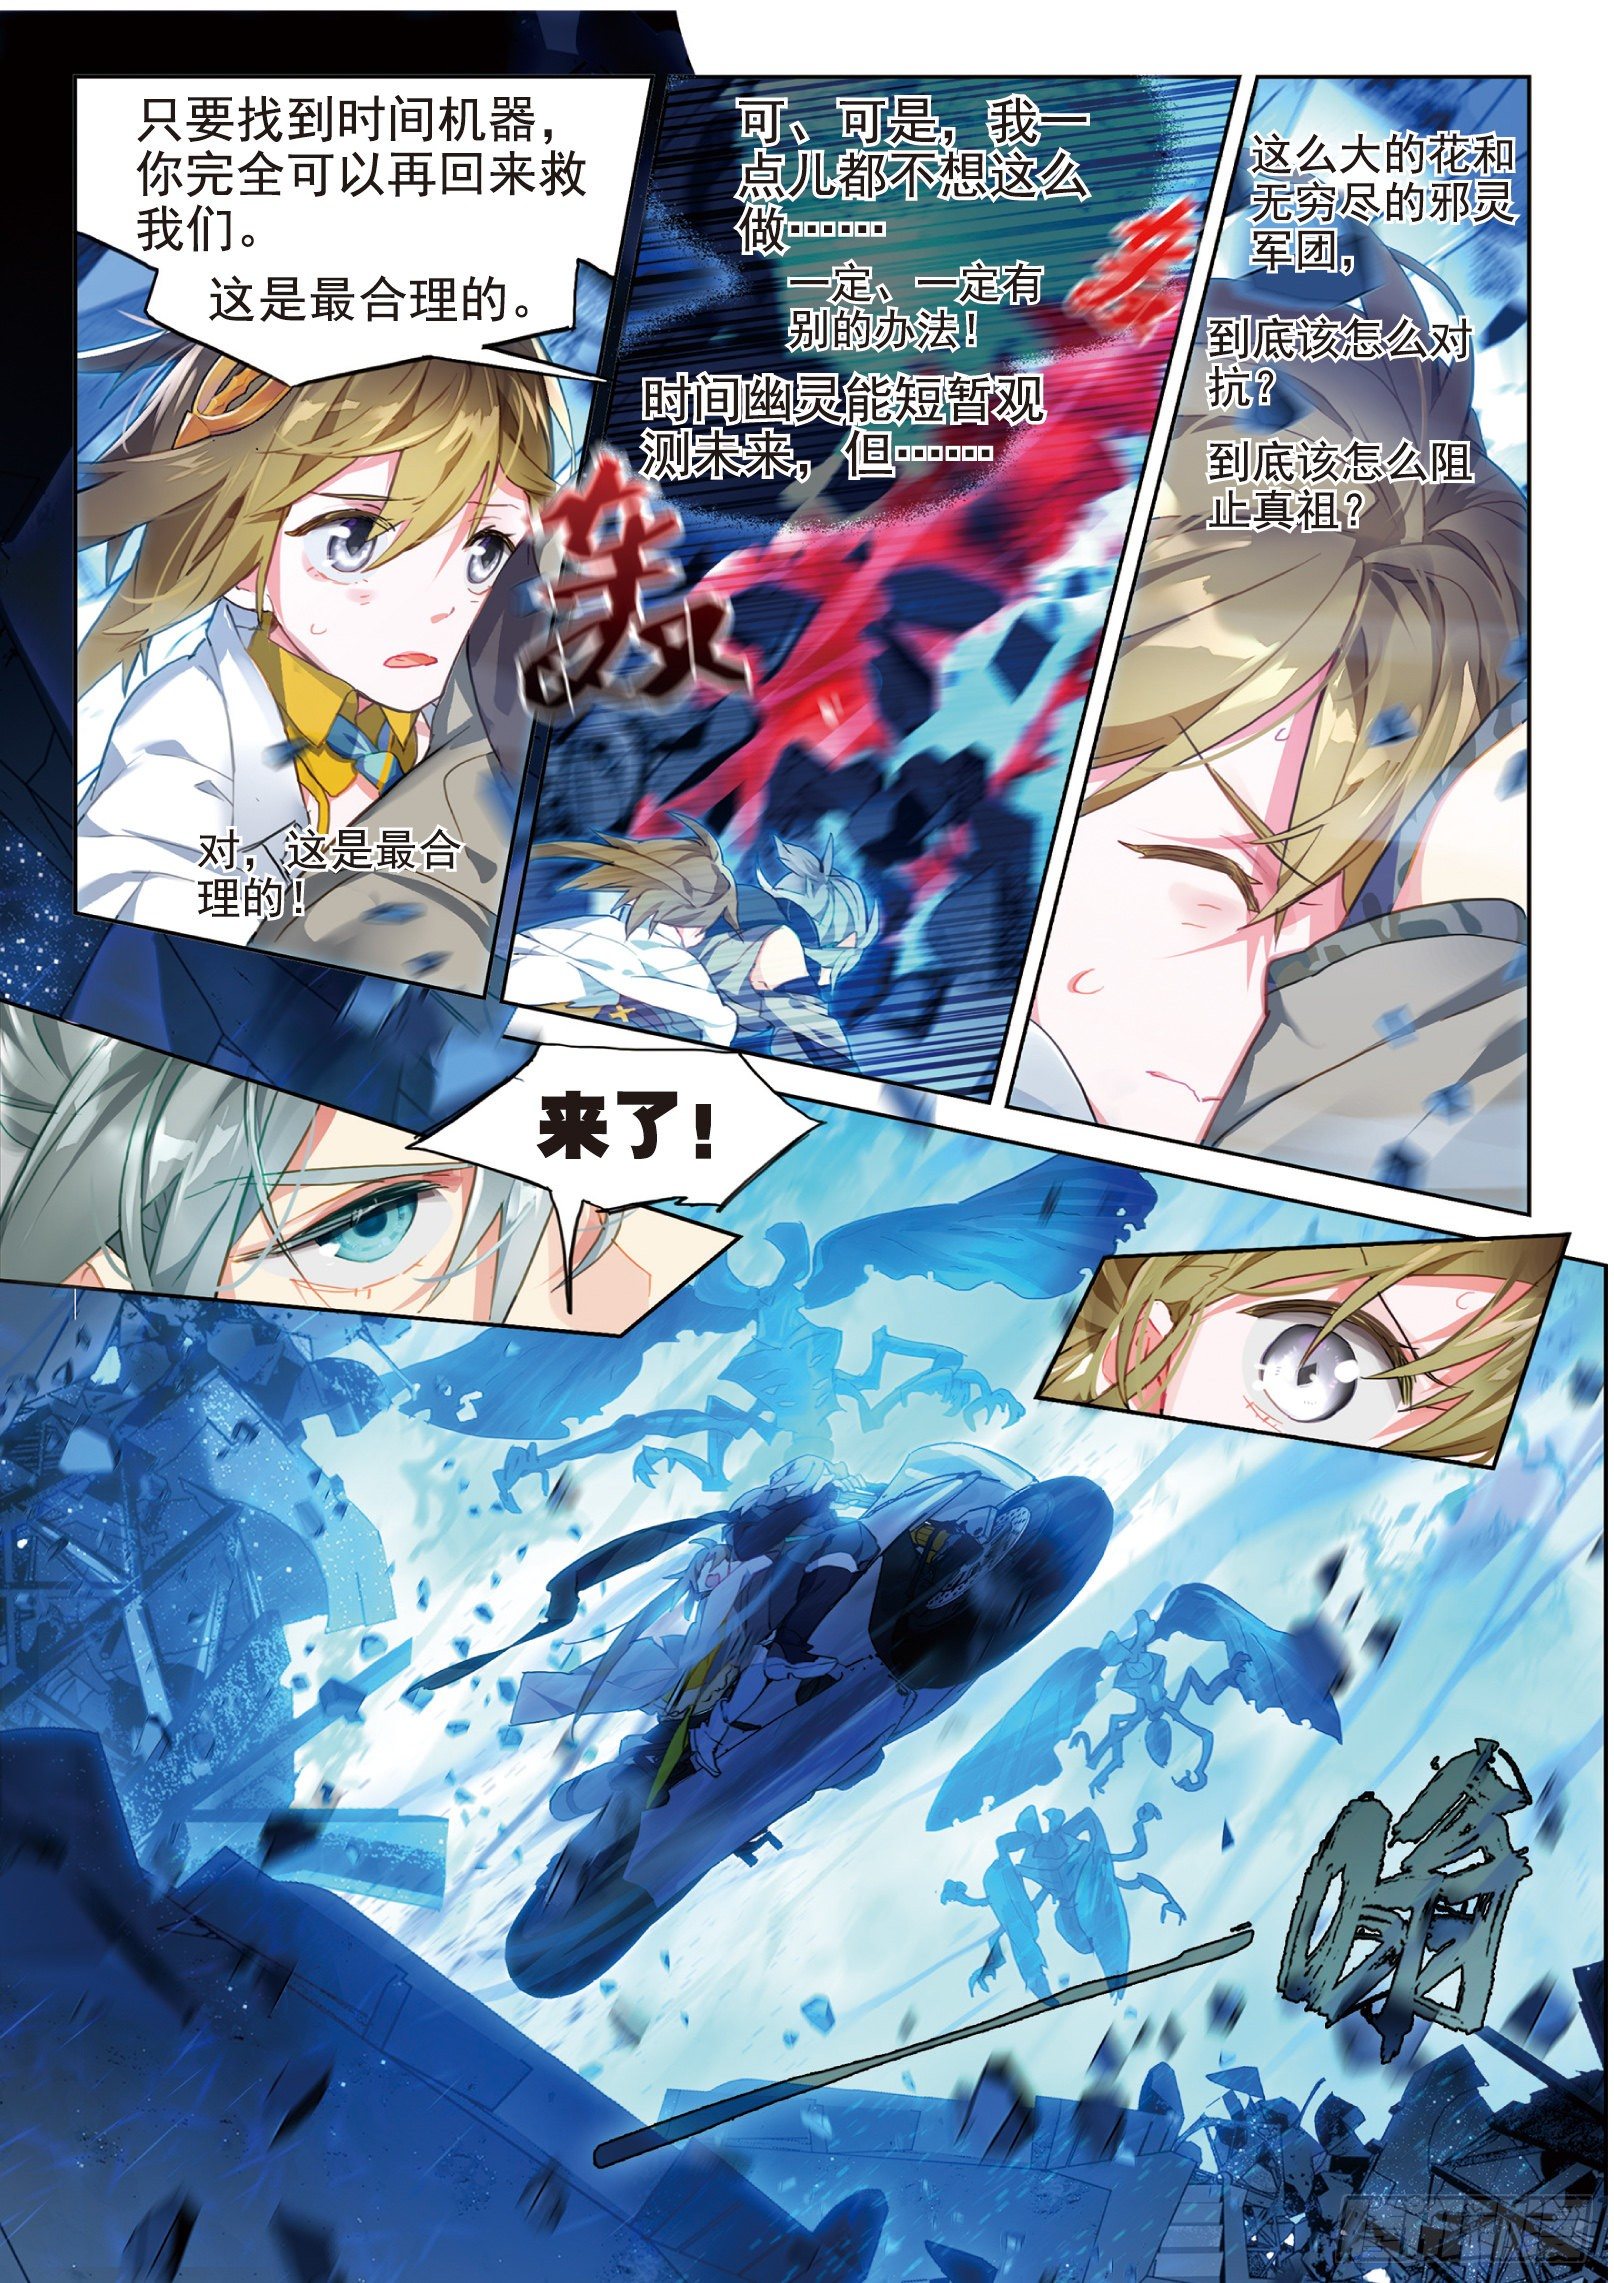 只要找到时间机器，
你完全可以再回来救
我们。
这是最合理的。
对，这是最合
理的！
可、可是，我一
点儿都不想这么
做……
一定、一定有
别的办法！
时间幽灵能短暂观
测未来，但……
轰
轰
这么大的花和
无穷尽的邪灵
军团，
到底该怎么对
抗？
到底该怎么阻
止真祖？
来了！